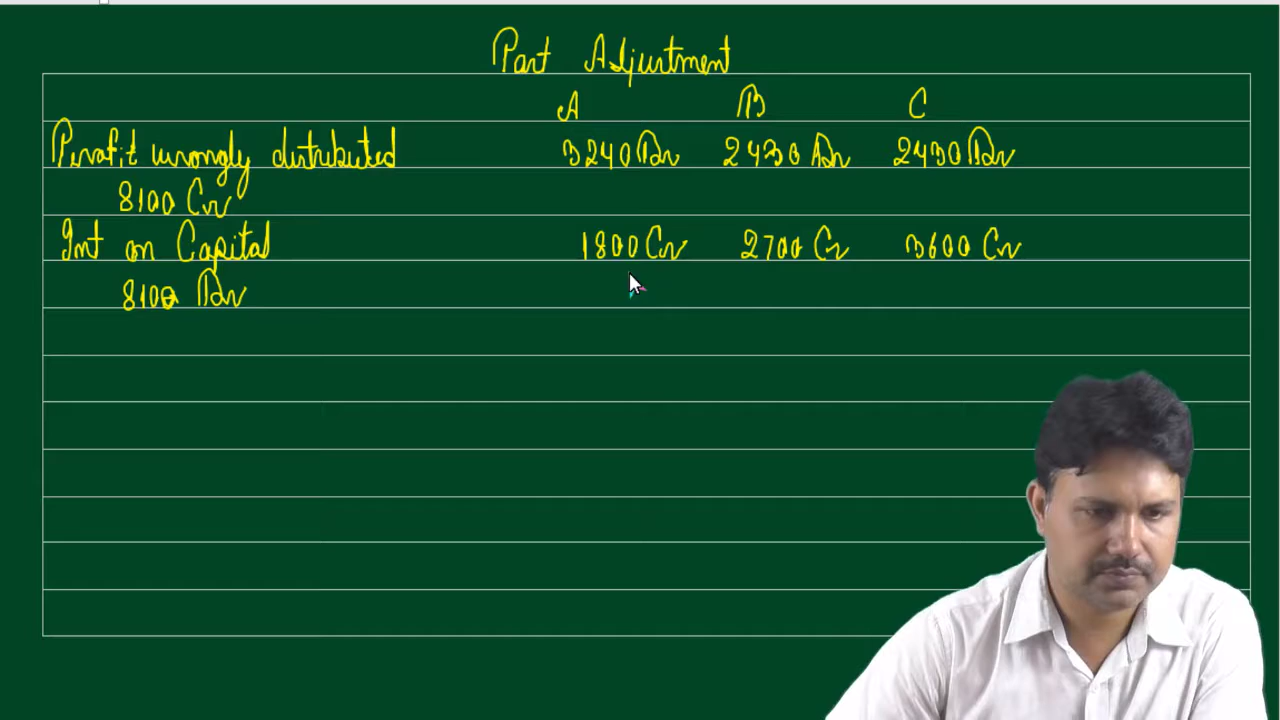 Past Adjustment
A B C
Profit wrongly distributed 3240 Dr 2430 Dr 2430 Dr
8100 Cr
Int on Capital 1800 Cr 2700 Cr 3600 Cr
8100 Dr